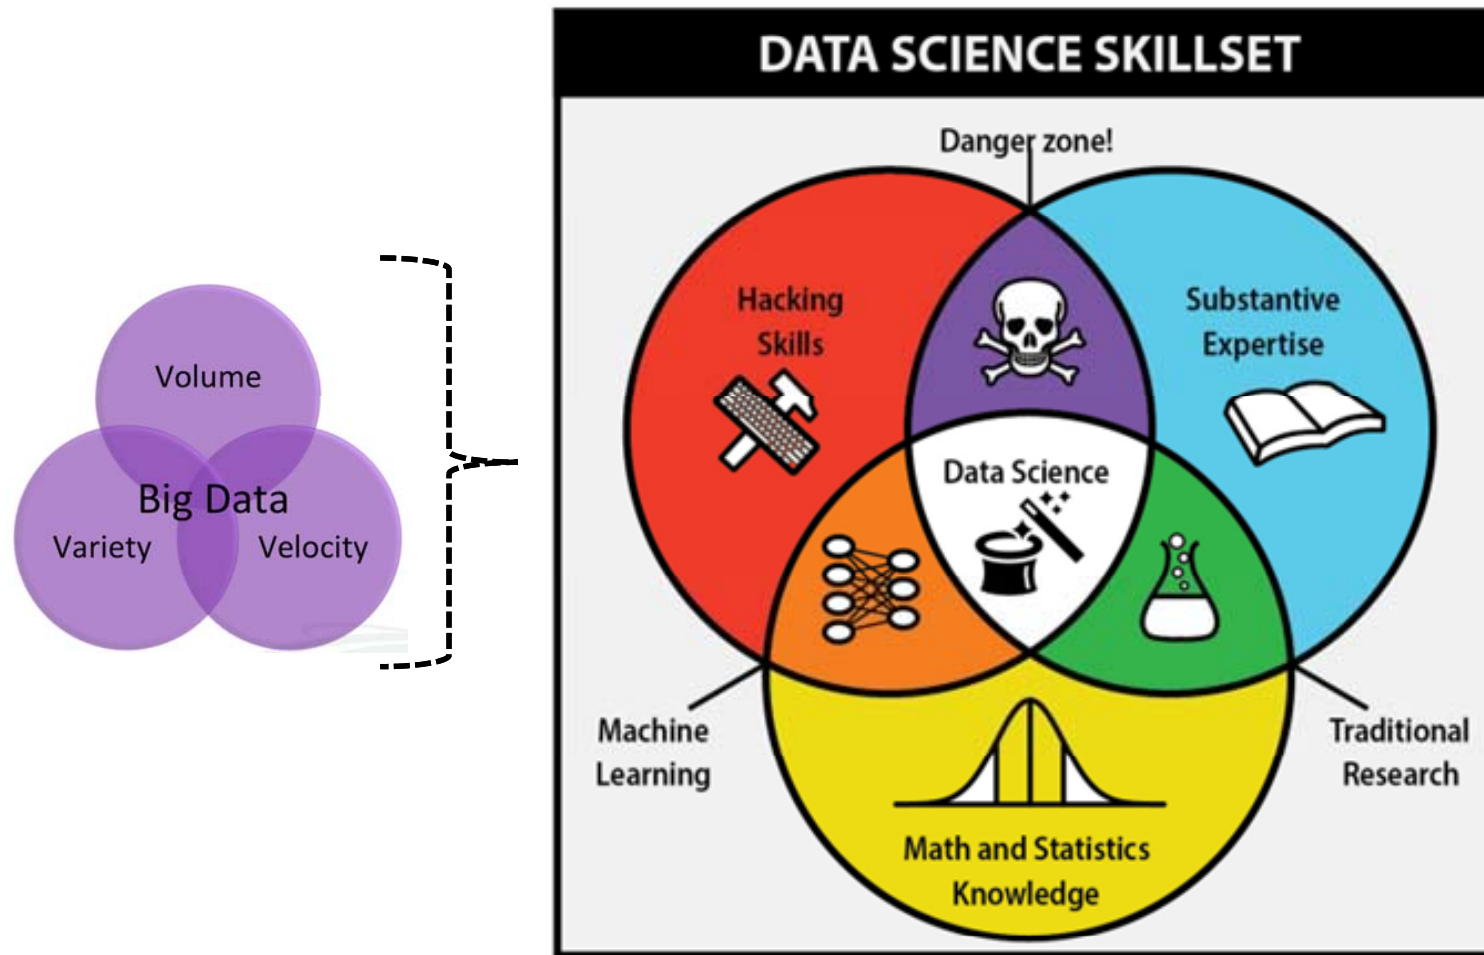 Volume
Big Data
Variety
Velocity
DATA SCIENCE SKILLSET
Danger zone!
Hacking
Skills
Substantive
Expertise
Data Science
Machine
Learning
Traditional
Research
Math and Statistics
Knowledge